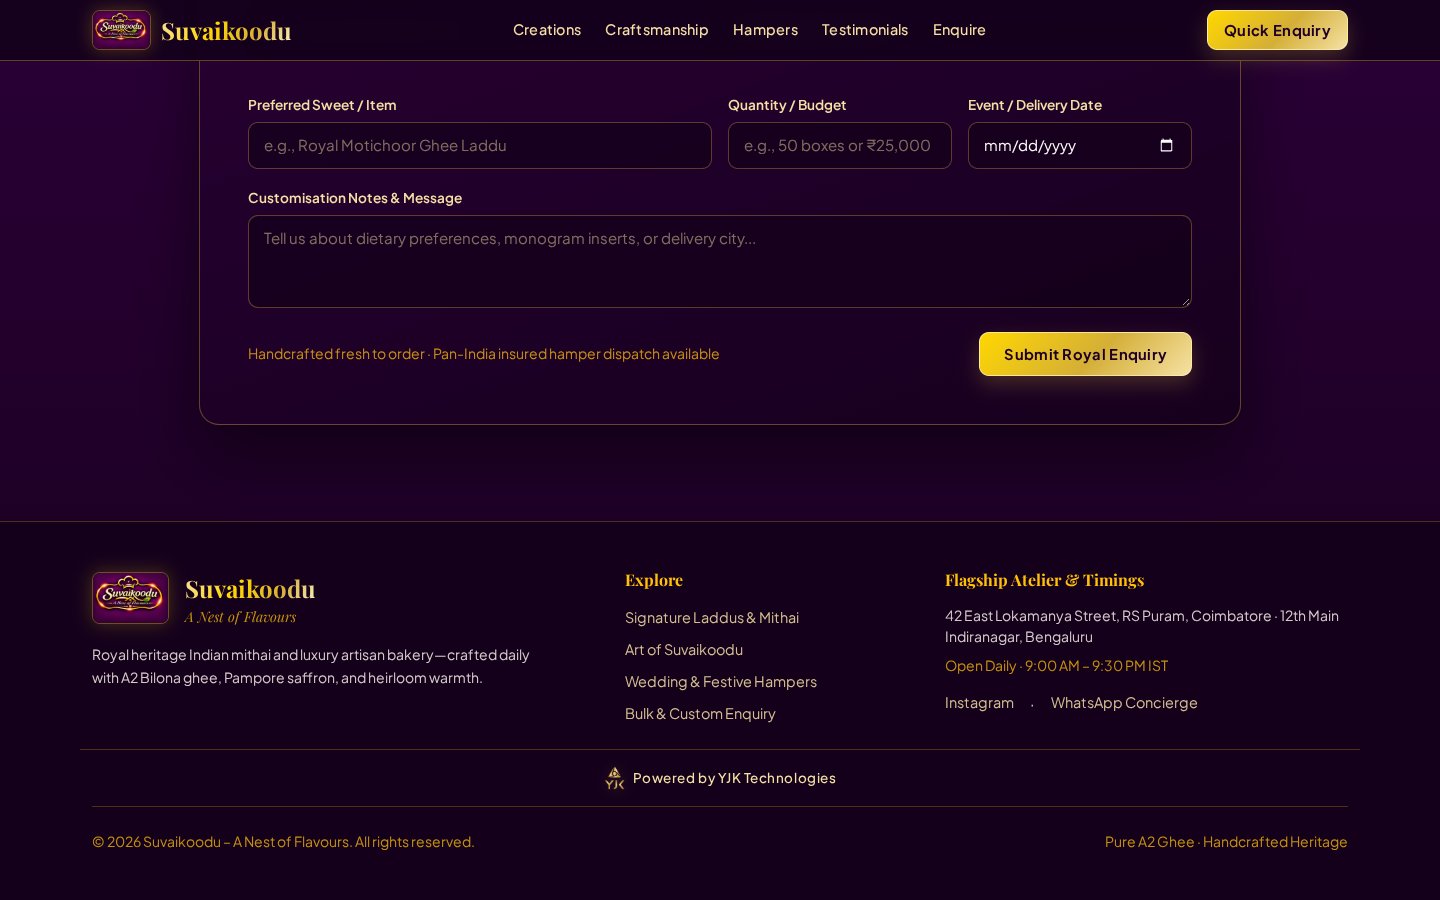 Suvaikoodu
Suvaikoodu
Creations
Craftsmanship
Hampers
Testimonials
Enquire
Quick Enquiry
Preferred Sweet / Item
Quantity / Budget
Event / Delivery Date
e.g., Royal Motichoor Ghee Laddu
e.g., 50 boxes or ₹25,000
mm/dd/yyyy
Customisation Notes & Message
Tell us about dietary preferences, monogram inserts, or delivery city...
Handcrafted fresh to order · Pan-India insured hamper dispatch available
Submit Royal Enquiry
Suvaikoodu
A Nest of Flavours
Suvaikoodu
A Nest of Flavours
Royal heritage Indian mithai and luxury artisan bakery—crafted daily
with A2 Bilona ghee, Pampore saffron, and heirloom warmth.
Explore
Signature Laddus & Mithai
Art of Suvaikoodu
Wedding & Festive Hampers
Bulk & Custom Enquiry
Flagship Atelier & Timings
42 East Lokamanya Street, RS Puram, Coimbatore · 12th Main
Indiranagar, Bengaluru
Open Daily · 9:00 AM – 9:30 PM IST
Instagram · WhatsApp Concierge
YJK
Powered by YJK Technologies
© 2026 Suvaikoodu – A Nest of Flavours. All rights reserved.
Pure A2 Ghee · Handcrafted Heritage